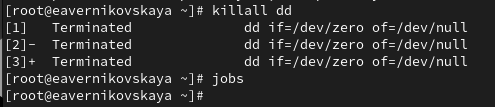 [root@eavernikovskaya ~]# killall dd
[1]   Terminated              dd if=/dev/zero of=/dev/null
[2]-  Terminated              dd if=/dev/zero of=/dev/null
[3]+  Terminated              dd if=/dev/zero of=/dev/null
[root@eavernikovskaya ~]# jobs
[root@eavernikovskaya ~]#